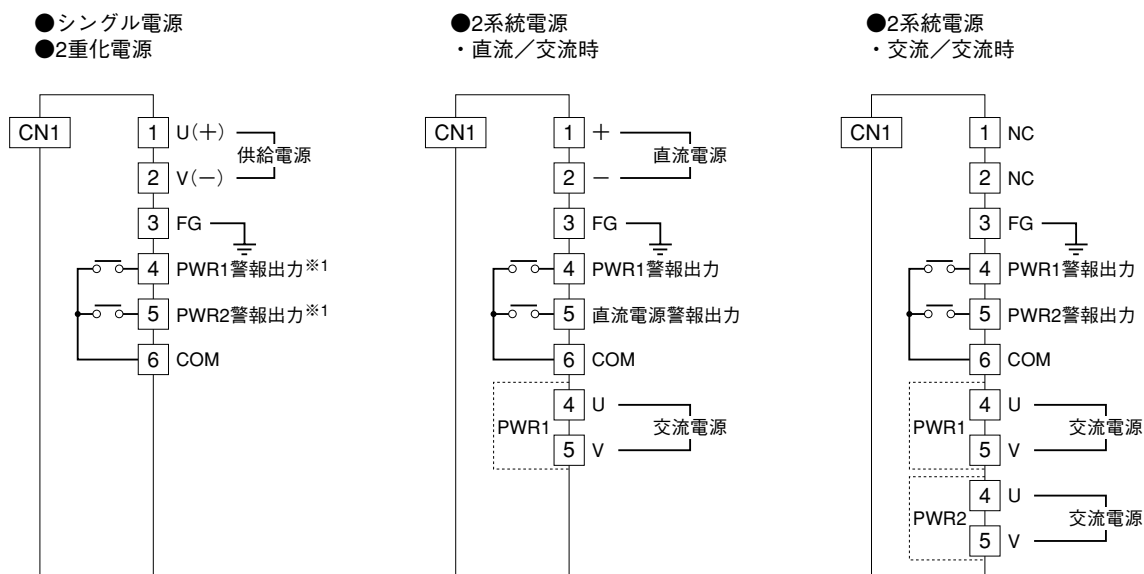 ●シングル電源
●2重化電源
CN1
1 U(＋)
供給電源
2 V(－)
3 FG
4 PWR1警報出力※1
5 PWR2警報出力※1
6 COM
●2系統電源
・直流／交流時
CN1
1 ＋
直流電源
2 －
3 FG
4 PWR1警報出力
5 直流電源警報出力
6 COM
4 U
PWR1 交流電源
5 V
●2系統電源
・交流／交流時
CN1
1 NC
2 NC
3 FG
4 PWR1警報出力
5 PWR2警報出力
6 COM
4 U
PWR1 交流電源
5 V
4 U
PWR2 交流電源
5 V